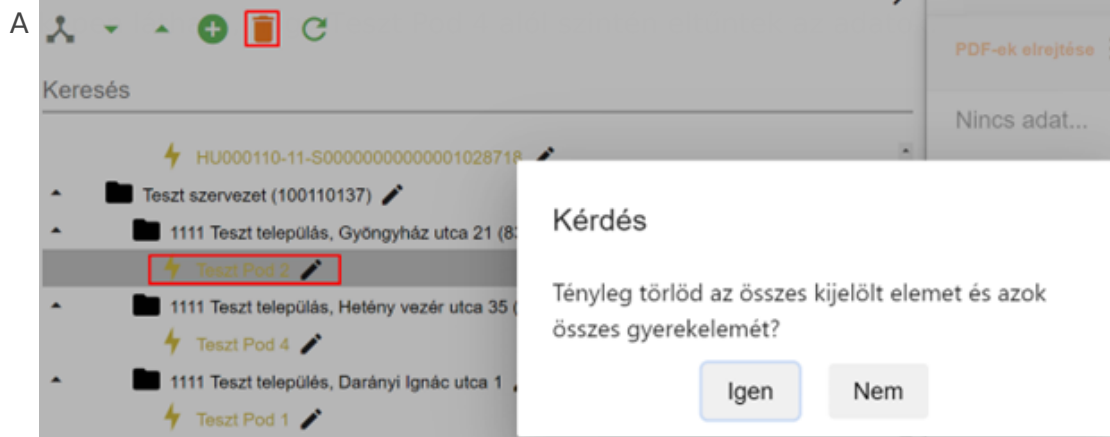 A
PDF-ek elrejtése
Keresés
Nincs adat...
HU000110-11-S00000000000001028718
Teszt szervezet (100110137)
1111 Teszt település, Gyöngyház utca 21 (8
Teszt Pod 2
1111 Teszt település, Hetény vezér utca 35 (
Teszt Pod 4
1111 Teszt település, Darányi Ignác utca 1
Teszt Pod 1
Kérdés
Tényleg törlöd az összes kijelölt elemet és azok
összes gyerekelemét?
Igen
Nem